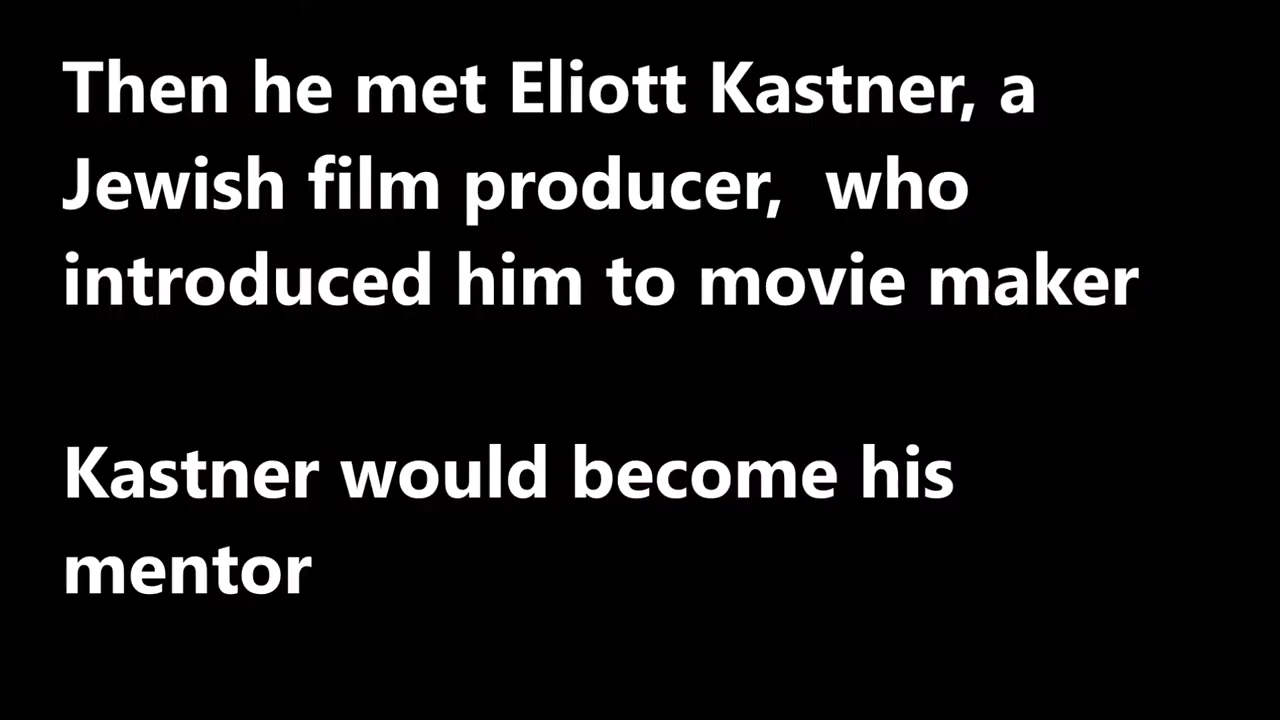 Then he met Eliott Kastner, a
Jewish film producer,  who
introduced him to movie maker
Kastner would become his
mentor